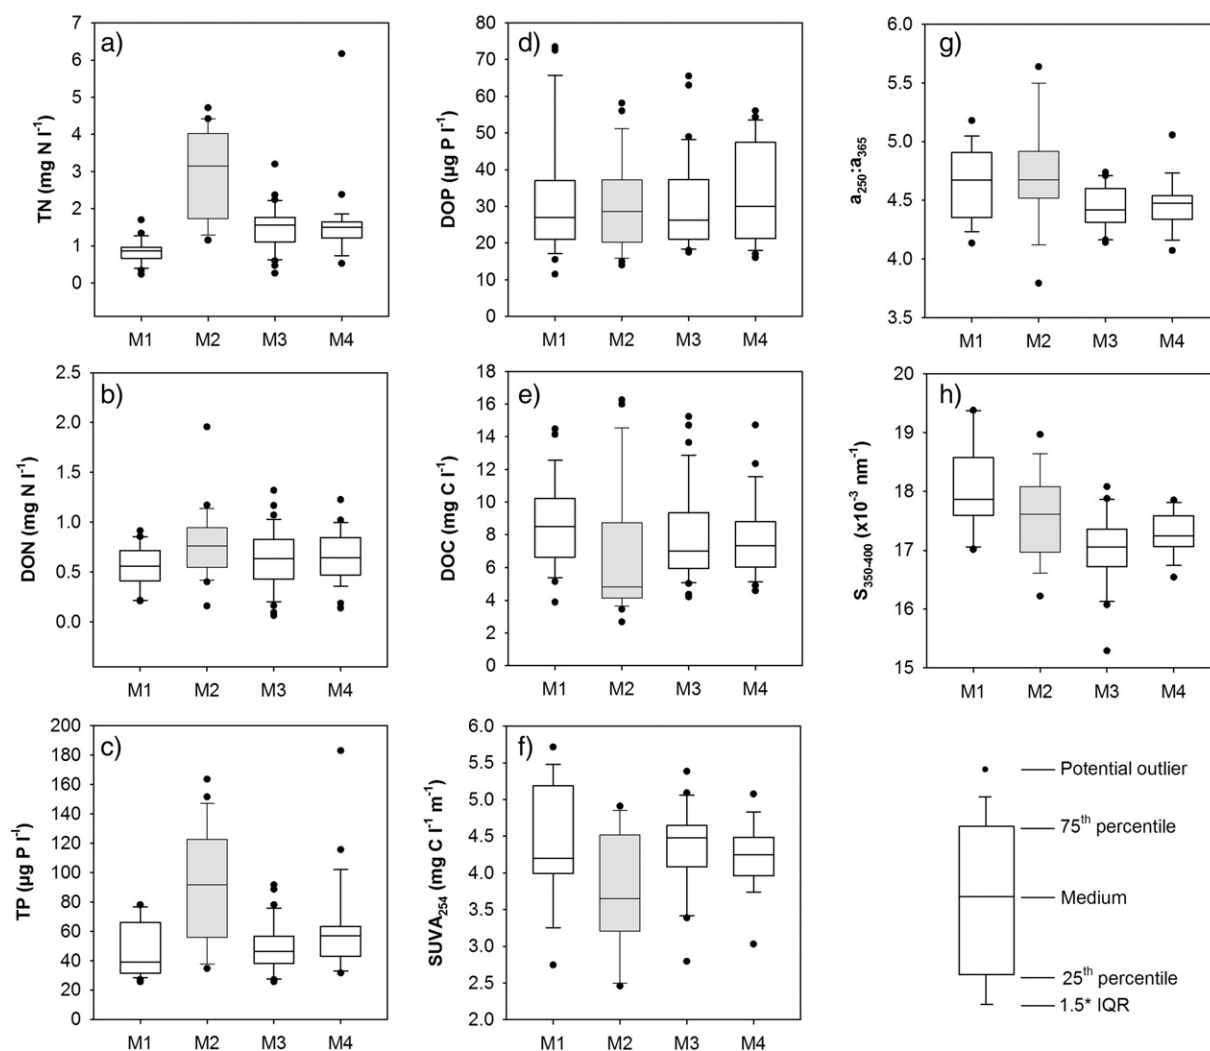 a)
TN (mg N l⁻¹)
7
6
5
4
3
2
1
0
M1 M2 M3 M4
d)
DOP (µg P l⁻¹)
80
70
60
50
40
30
20
10
0
M1 M2 M3 M4
g)
a₂₅₀:a₃₆₅
6.0
5.5
5.0
4.5
4.0
3.5
M1 M2 M3 M4
b)
DON (mg N l⁻¹)
2.5
2.0
1.5
1.0
0.5
0.0
M1 M2 M3 M4
e)
DOC (mg C l⁻¹)
18
16
14
12
10
8
6
4
2
0
M1 M2 M3 M4
h)
S₃₅₀₋₄₀₀ (x10⁻³ nm⁻¹)
20
19
18
17
16
15
M1 M2 M3 M4
c)
TP (µg P l⁻¹)
200
180
160
140
120
100
80
60
40
20
0
M1 M2 M3 M4
f)
SUVA₂₅₄ (mg C l⁻¹ m⁻¹)
6.0
5.5
5.0
4.5
4.0
3.5
3.0
2.5
2.0
M1 M2 M3 M4
Potential outlier
75th percentile
Medium
25th percentile
1.5* IQR